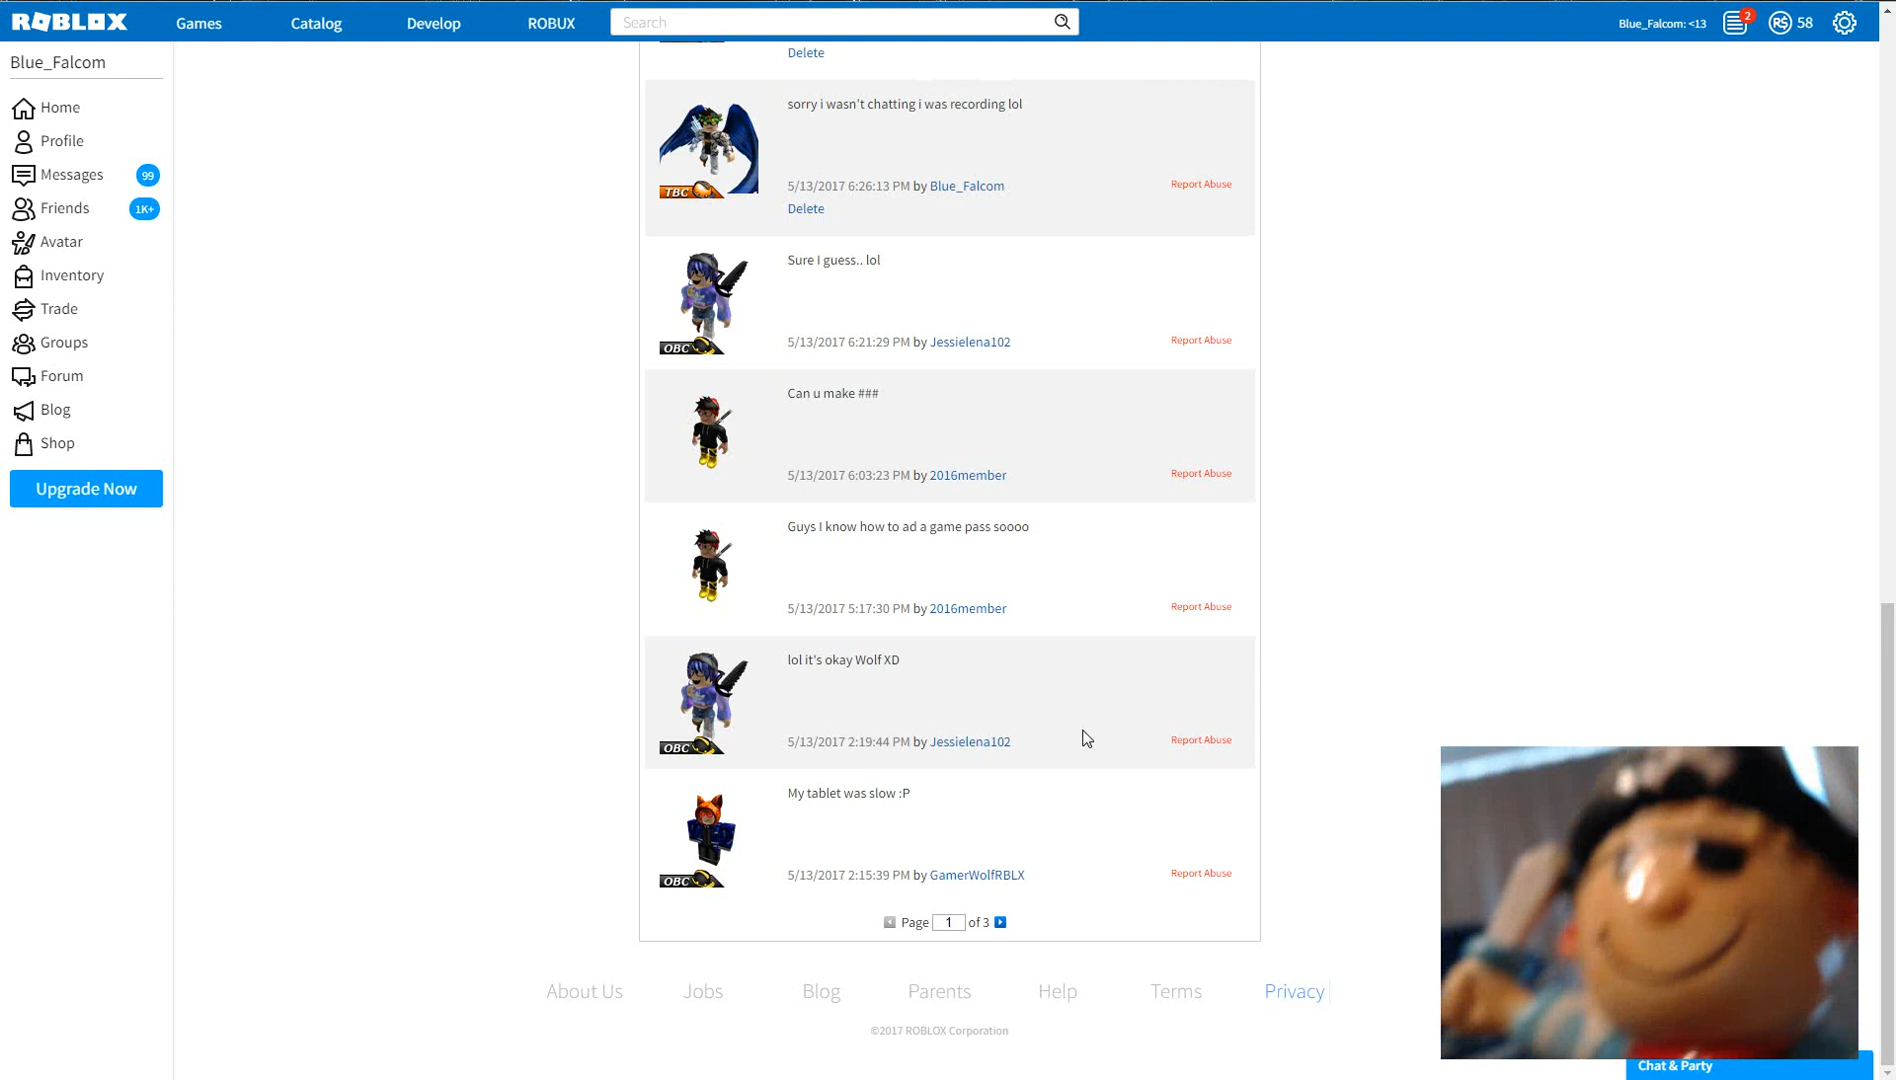 ROBLOX Games Catalog Develop ROBUX Search Blue_Falcom: <13 2 R$ 58
Blue_Falcom
Home
Profile
Messages 99
Friends 1K+
Avatar
Inventory
Trade
Groups
Forum
Blog
Shop
Upgrade Now
Delete
sorry i wasn't chatting i was recording lol
TBC
5/13/2017 6:26:13 PM by Blue_Falcom Report Abuse
Delete
Sure I guess.. lol
OBC
5/13/2017 6:21:29 PM by Jessielena102 Report Abuse
Can u make ###
5/13/2017 6:03:23 PM by 2016member Report Abuse
Guys I know how to ad a game pass soooo
5/13/2017 5:17:30 PM by 2016member Report Abuse
lol it's okay Wolf XD
OBC
5/13/2017 2:19:44 PM by Jessielena102 Report Abuse
My tablet was slow :P
OBC
5/13/2017 2:15:39 PM by GamerWolfRBLX Report Abuse
Page 1 of 3
About Us Jobs Blog Parents Help Terms Privacy
©2017 ROBLOX Corporation
Chat & Party